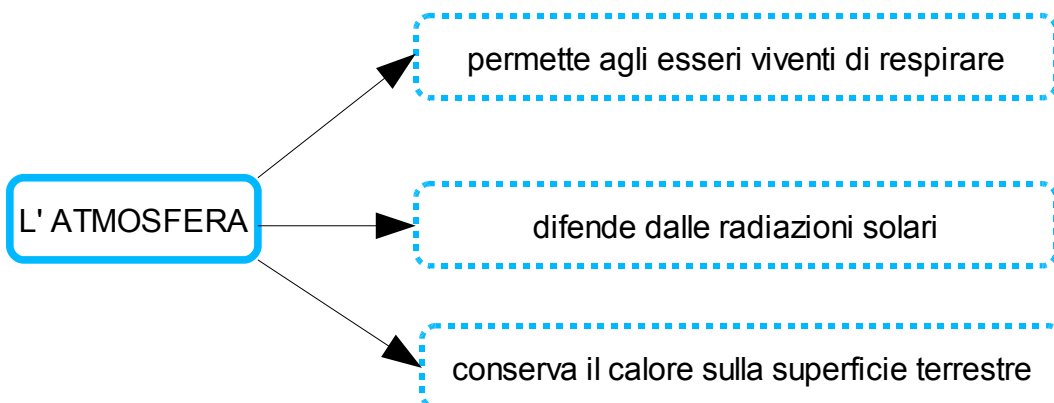 permette agli esseri viventi di respirare
L' ATMOSFERA
difende dalle radiazioni solari
conserva il calore sulla superficie terrestre